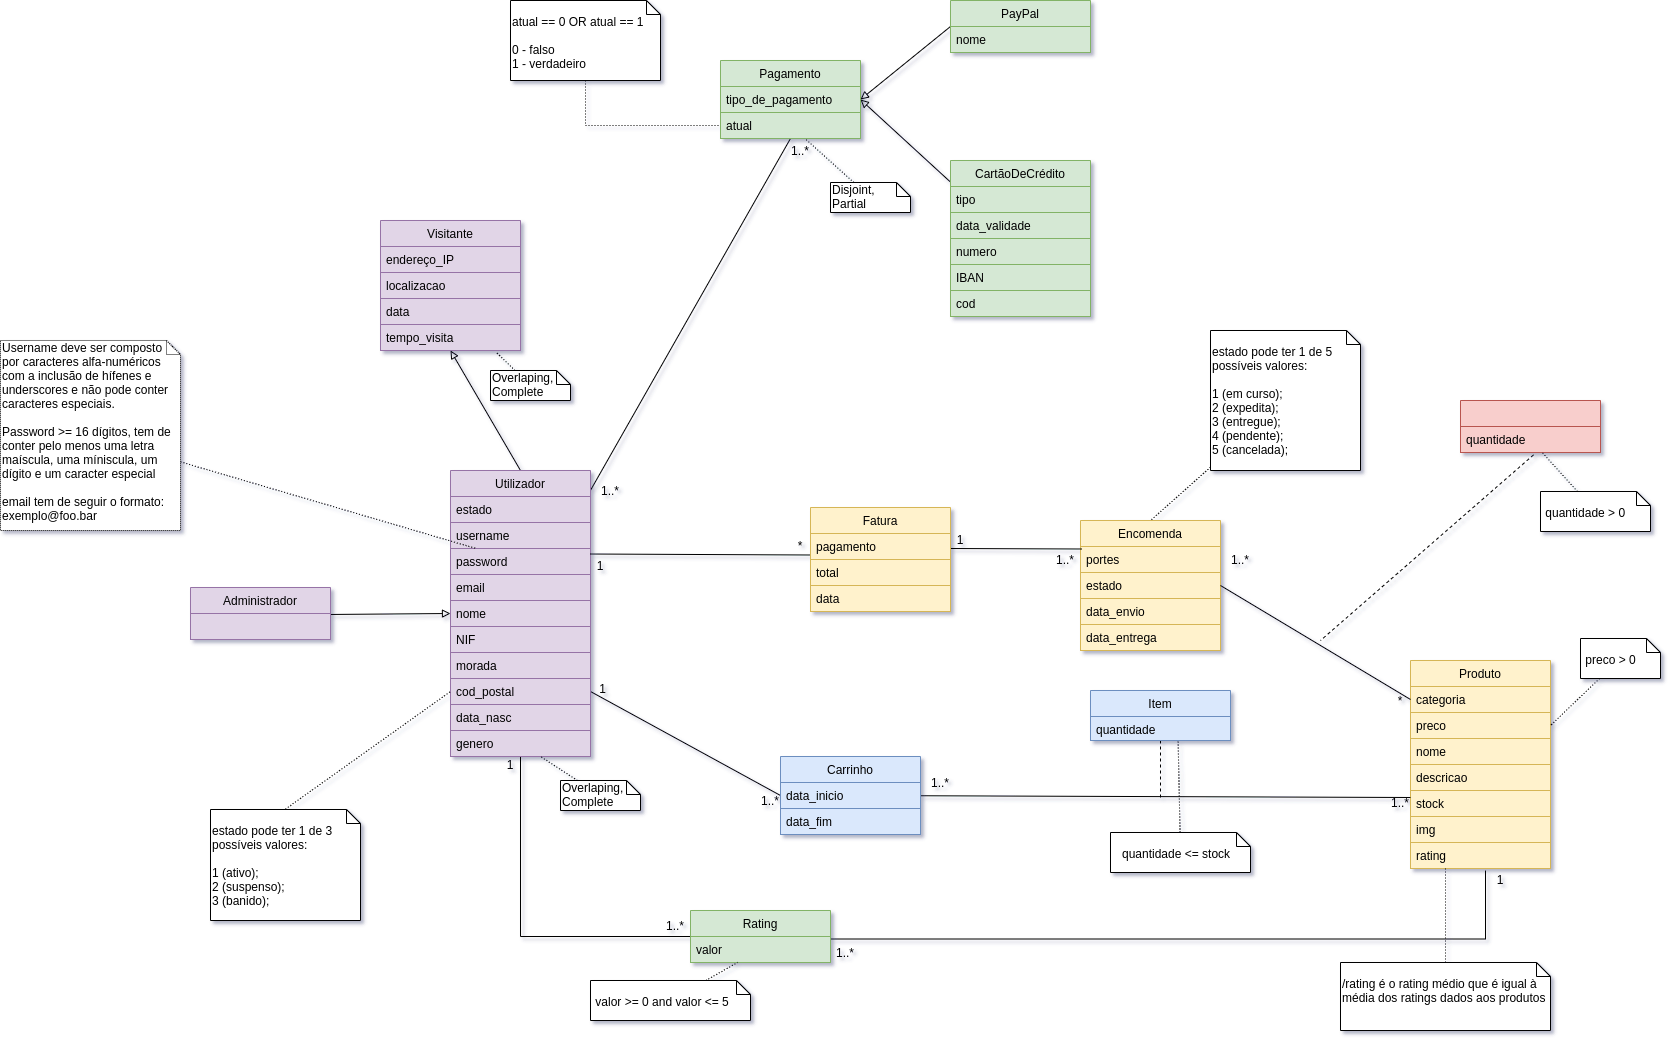 atual == 0 OR atual == 1
0 - falso
1 - verdadeiro
PayPal
nome
Pagamento
tipo_de_pagamento
atual
1..*
Disjoint,
Partial
CartãoDeCrédito
tipo
data_validade
numero
IBAN
cod
Visitante
endereço_IP
localizacao
data
tempo_visita
Overlaping,
Complete
Username deve ser composto
por caracteres alfa-numéricos
com a inclusão de hífenes e
underscores e não pode conter
caracteres especiais.
Password >= 16 dígitos, tem de
conter pelo menos uma letra
maíscula, uma míniscula, um
dígito e um caracter especial
email tem de seguir o formato:
exemplo@foo.bar
estado pode ter 1 de 5
possíveis valores:
1 (em curso);
2 (expedita);
3 (entregue);
4 (pendente);
5 (cancelada);
quantidade
quantidade > 0
Utilizador
estado
username
password
email
nome
NIF
morada
cod_postal
data_nasc
genero
1..*
1
*
Fatura
pagamento
total
data
1
1..*
Encomenda
portes
estado
data_envio
data_entrega
1..*
*
Administrador
preco > 0
Produto
categoria
preco
nome
descricao
stock
img
rating
Item
quantidade
1
1..*
Carrinho
data_inicio
data_fim
1..*
1..*
1
Overlaping,
Complete
estado pode ter 1 de 3
possíveis valores:
1 (ativo);
2 (suspenso);
3 (banido);
quantidade <= stock
1
1..*
Rating
valor
1..*
valor >= 0 and valor <= 5
/rating é o rating médio que é igual à
média dos ratings dados aos produtos